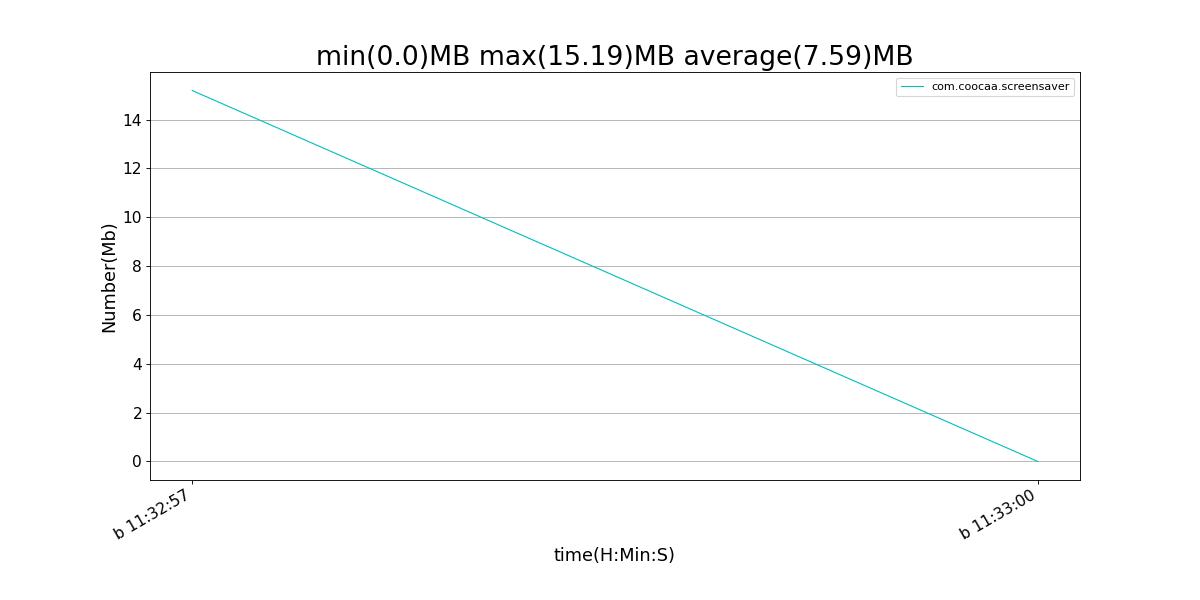 min(0.0)MB max(15.19)MB average(7.59)MB
com.coocaa.screensaver
Number(Mb)
14
12
10
8
6
4
2
0
b 11:32:57
b 11:33:00
time(H:Min:S)